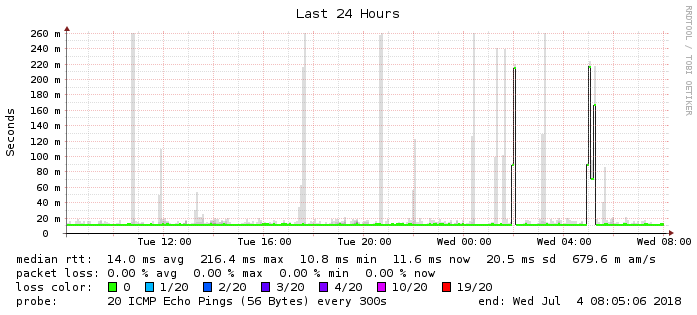 Last 24 Hours
RRDTOOL / TOBI OETIKER
Seconds
260 m
240 m
220 m
200 m
180 m
160 m
140 m
120 m
100 m
80 m
60 m
40 m
20 m
0
Tue 12:00 Tue 16:00 Tue 20:00 Wed 00:00 Wed 04:00 Wed 08:00
median rtt: 14.0 ms avg 216.4 ms max 10.8 ms min 11.6 ms now 20.5 ms sd 679.6 m am/s
packet loss: 0.00 % avg 0.00 % max 0.00 % min 0.00 % now
loss color: 0 1/20 2/20 3/20 4/20 10/20 19/20
probe: 20 ICMP Echo Pings (56 Bytes) every 300s end: Wed Jul 4 08:05:06 2018